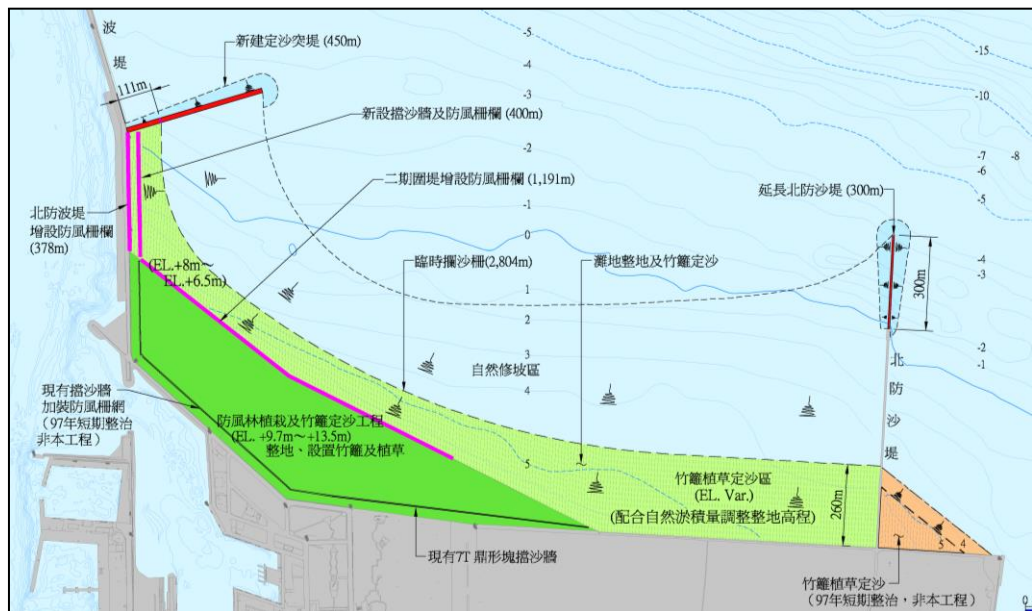 波
堤
新建定沙突堤 (450m)
111m
新設擋沙牆及防風柵欄 (400m)
二期圍堤增設防風柵欄 (1,191m)
北防波堤
增設防風柵欄
(378m)
延長北防沙堤 (300m)
300m
臨時攔沙柵(2,804m)
灘地整地及竹籬定沙
(EL.+8m～
EL.+6.5m)
自然修坡區
北
防
沙
堤
現有擋沙牆
加裝防風柵網
(97年短期整治
非本工程)
防風林植栽及竹籬定沙工程
(EL. +9.7m～+13.5m)
整地、設置竹籬及植草
竹籬植草定沙區
(EL. Var.)
(配合自然淤積量調整整地高程)
260m
現有7T 鼎形塊擋沙牆
竹籬植草定沙
(97年短期整治，非本工程)
-5
-4
-3
-2
-1
0
1
2
3
4
5
-15
-10
-7
-8
-6
-5
-4
-3
-2
-1
5
4
0